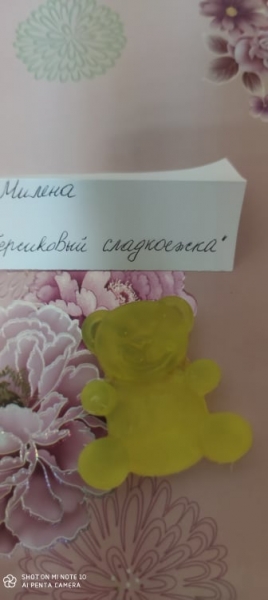 Милена
ерсиковый сладкоежка"
SHOT ON MI NOTE 10
AI PENTA CAMERA